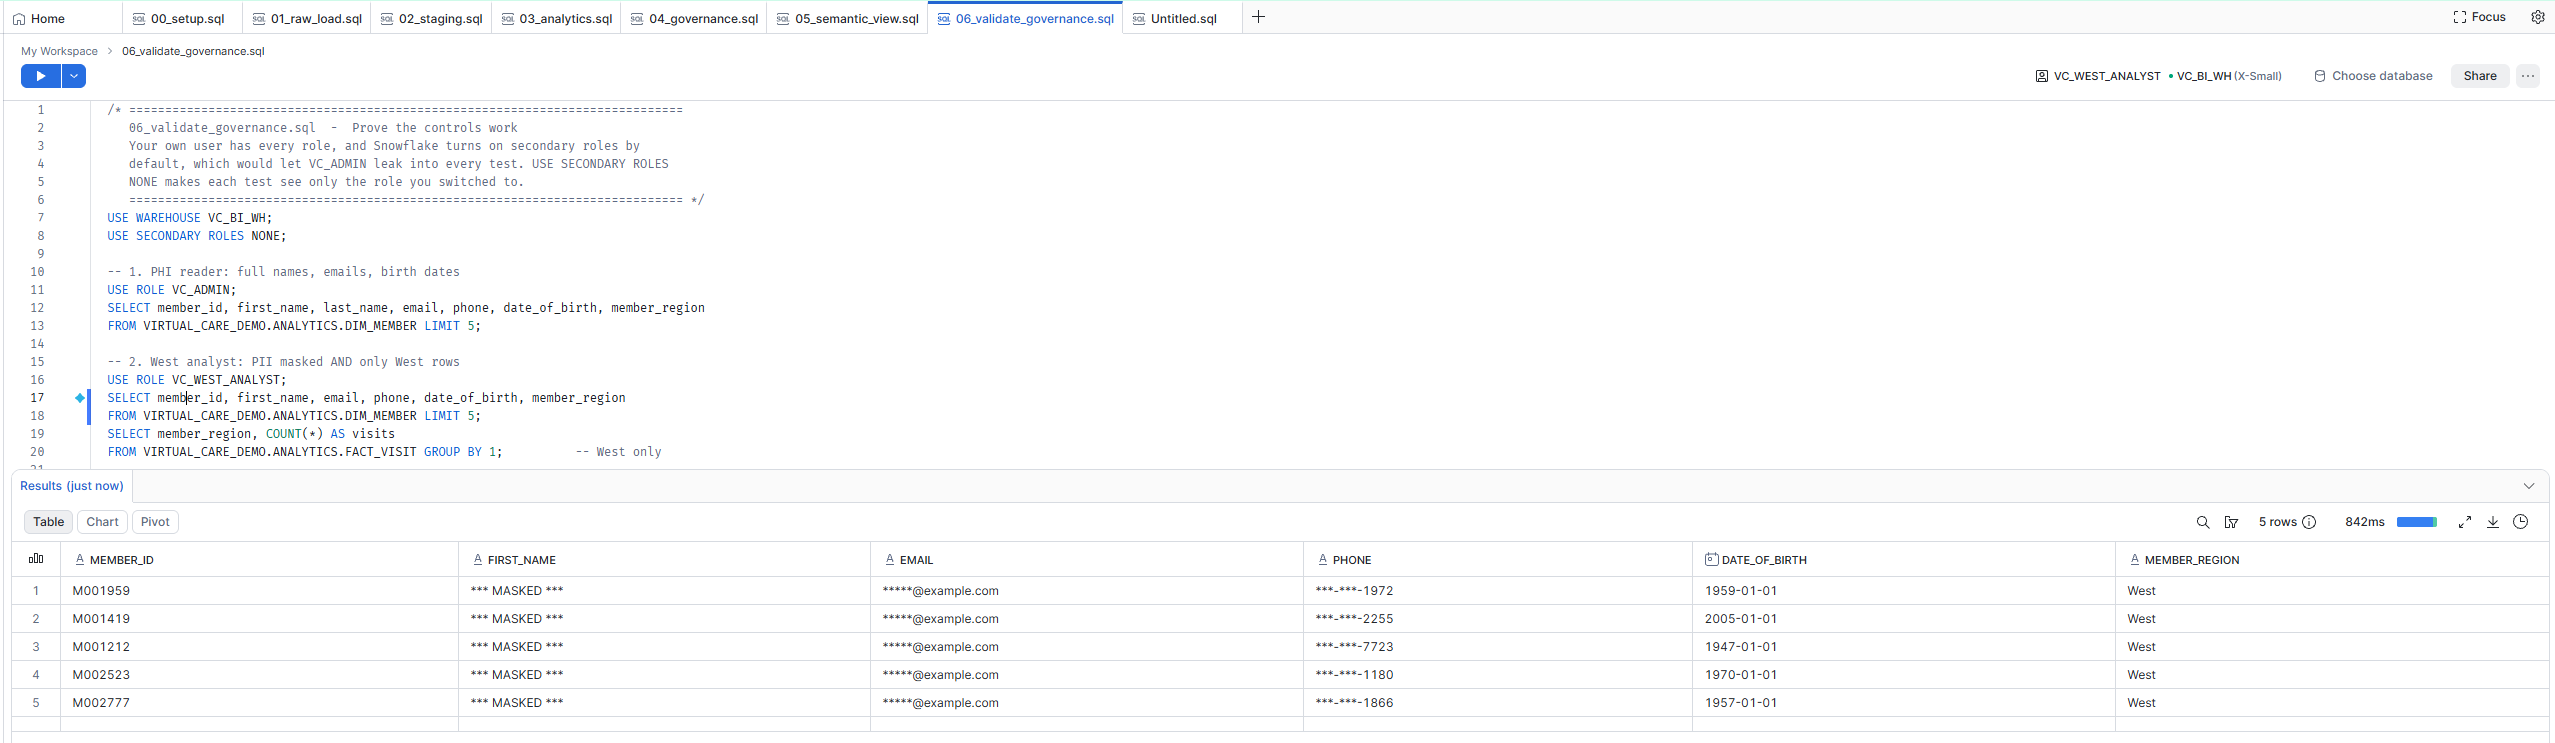 Home
00_setup.sql
01_raw_load.sql
02_staging.sql
03_analytics.sql
04_governance.sql
05_semantic_view.sql
06_validate_governance.sql
Untitled.sql
Focus
My Workspace > 06_validate_governance.sql
VC_WEST_ANALYST • VC_BI_WH (X-Small)
Choose database
Share
1 /* =============================================================================
2 06_validate_governance.sql - Prove the controls work
3 Your own user has every role, and Snowflake turns on secondary roles by
4 default, which would let VC_ADMIN leak into every test. USE SECONDARY ROLES
5 NONE makes each test see only the role you switched to.
6 ============================================================================= */
7 USE WAREHOUSE VC_BI_WH;
8 USE SECONDARY ROLES NONE;
9
10 -- 1. PHI reader: full names, emails, birth dates
11 USE ROLE VC_ADMIN;
12 SELECT member_id, first_name, last_name, email, phone, date_of_birth, member_region
13 FROM VIRTUAL_CARE_DEMO.ANALYTICS.DIM_MEMBER LIMIT 5;
14
15 -- 2. West analyst: PII masked AND only West rows
16 USE ROLE VC_WEST_ANALYST;
17 SELECT member_id, first_name, email, phone, date_of_birth, member_region
18 FROM VIRTUAL_CARE_DEMO.ANALYTICS.DIM_MEMBER LIMIT 5;
19 SELECT member_region, COUNT(*) AS visits
20 FROM VIRTUAL_CARE_DEMO.ANALYTICS.FACT_VISIT GROUP BY 1; -- West only
21
Results (just now)
Table Chart Pivot
5 rows 842ms
MEMBER_ID FIRST_NAME EMAIL PHONE DATE_OF_BIRTH MEMBER_REGION
1 M001959 *** MASKED *** *****@example.com ***-***-1972 1959-01-01 West
2 M001419 *** MASKED *** *****@example.com ***-***-2255 2005-01-01 West
3 M001212 *** MASKED *** *****@example.com ***-***-7723 1947-01-01 West
4 M002523 *** MASKED *** *****@example.com ***-***-1180 1970-01-01 West
5 M002777 *** MASKED *** *****@example.com ***-***-1866 1957-01-01 West